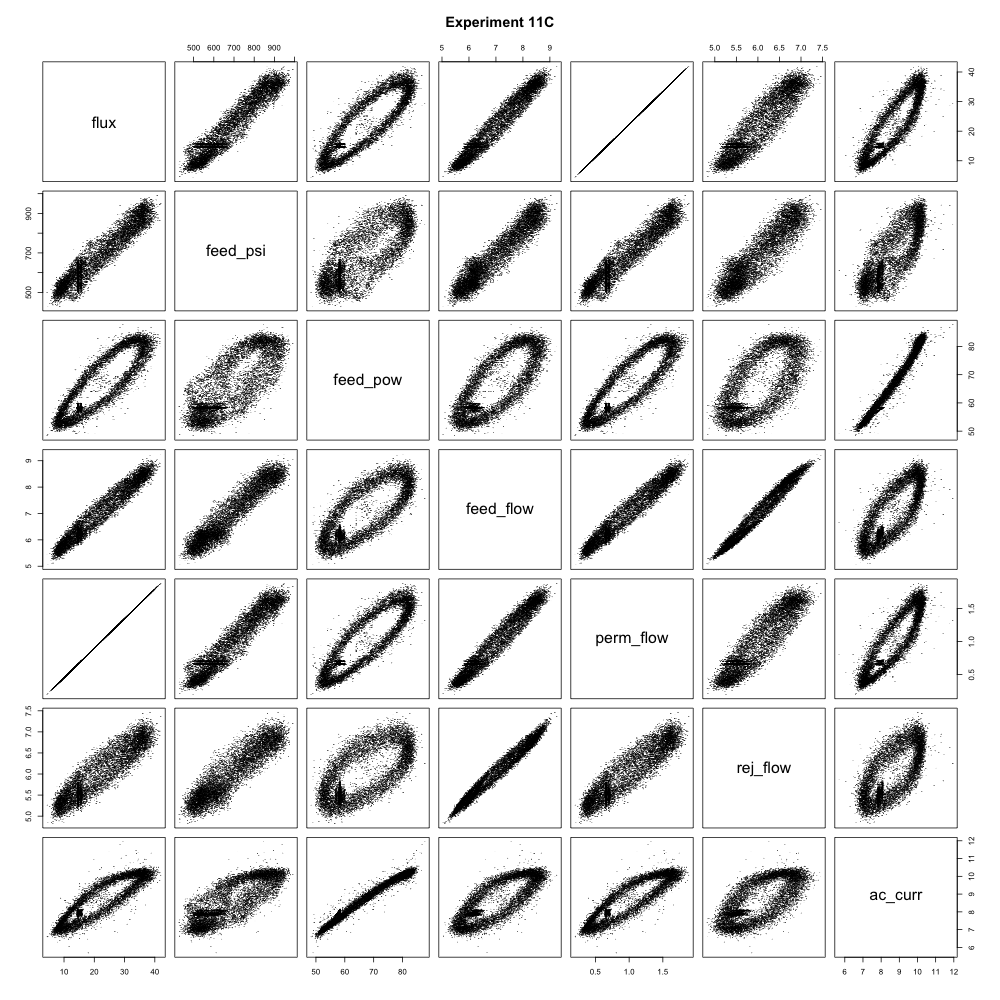 Experiment 11C
500 600 700 800 900
5 6 7 8 9
5.0 5.5 6.0 6.5 7.0 7.5
flux
10 20 30 40
500 700 900
feed_psi
feed_pow
50 60 70 80
5 6 7 8 9
feed_flow
perm_flow
0.5 1.0 1.5
5.0 5.5 6.0 6.5 7.0 7.5
rej_flow
ac_curr
6 7 8 9 10 11 12
10 20 30 40
50 60 70 80
0.5 1.0 1.5
6 7 8 9 10 11 12